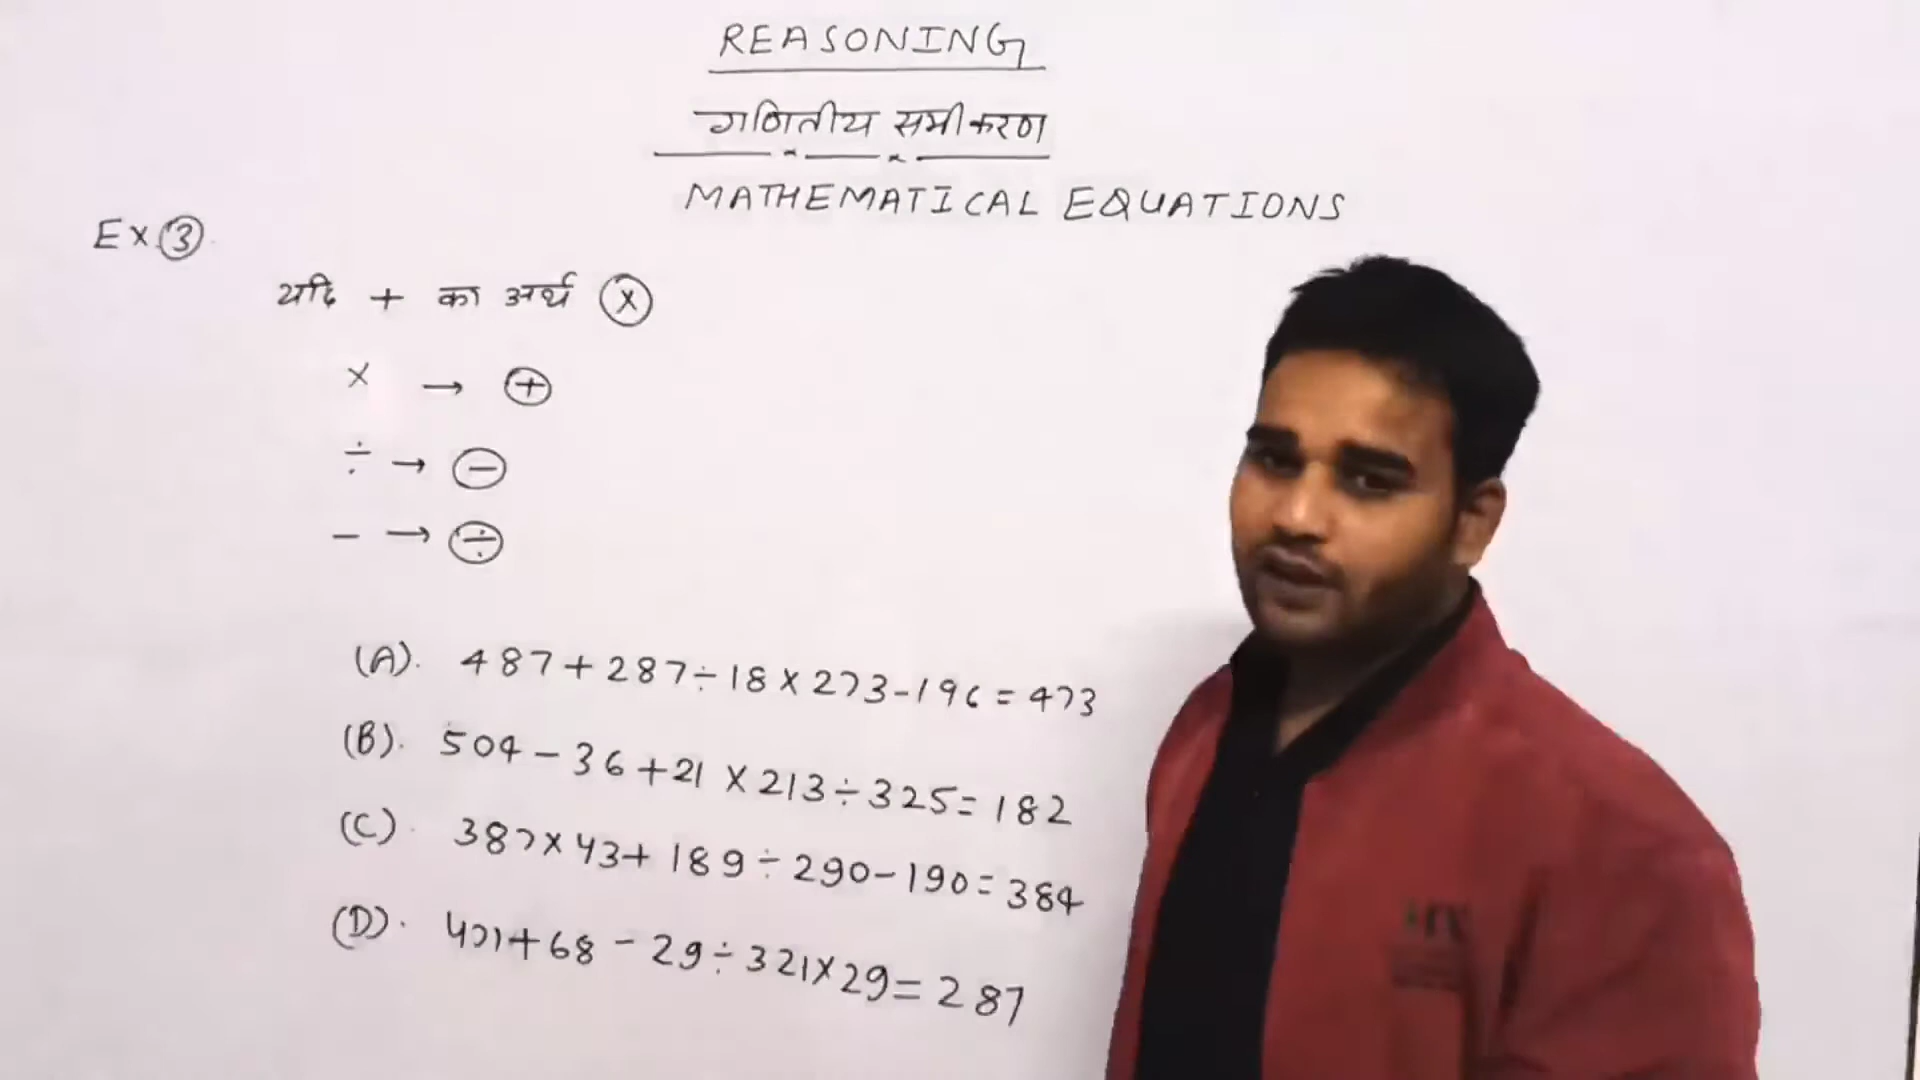 REASONING
गणितीय समीकरण
MATHEMATICAL EQUATIONS
Ex. ③
यदि + का अर्थ ⓧ
× → ⊕
÷ → ⊖
− → ⨸
(A). 487 + 287 ÷ 18 × 273 - 196 = 473
(B). 504 - 36 + 21 × 213 ÷ 325 = 182
(C). 387 × 43 + 189 ÷ 290 - 190 = 384
(D). 471 + 68 - 29 ÷ 321 × 29 = 287